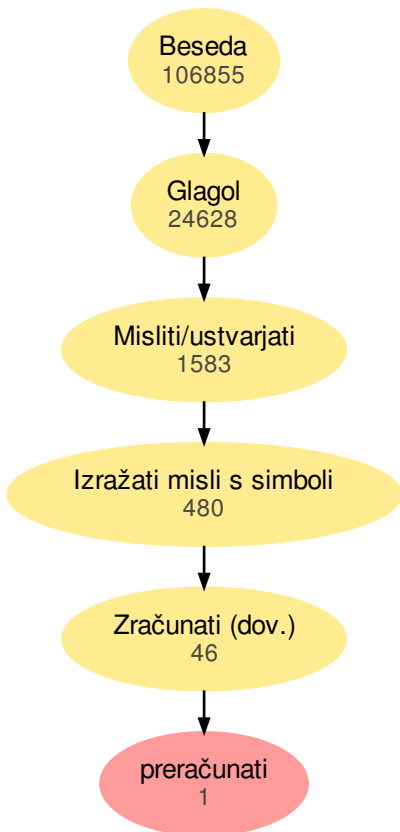 Beseda
106855
Glagol
24628
Misliti/ustvarjati
1583
Izražati misli s simboli
480
Zračunati (dov.)
46
preračunati
1